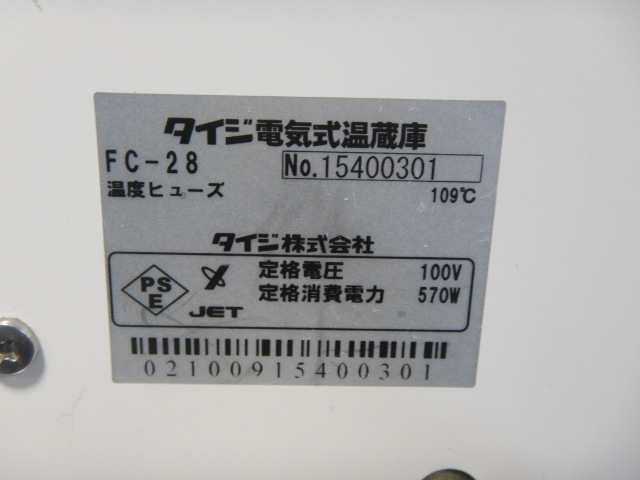 タイジ電気式温蔵庫
FC-28 No.15400301
温度ヒューズ 109℃
タイジ株式会社
PS E JET 定格電圧 100V
定格消費電力 570W
02100915400301